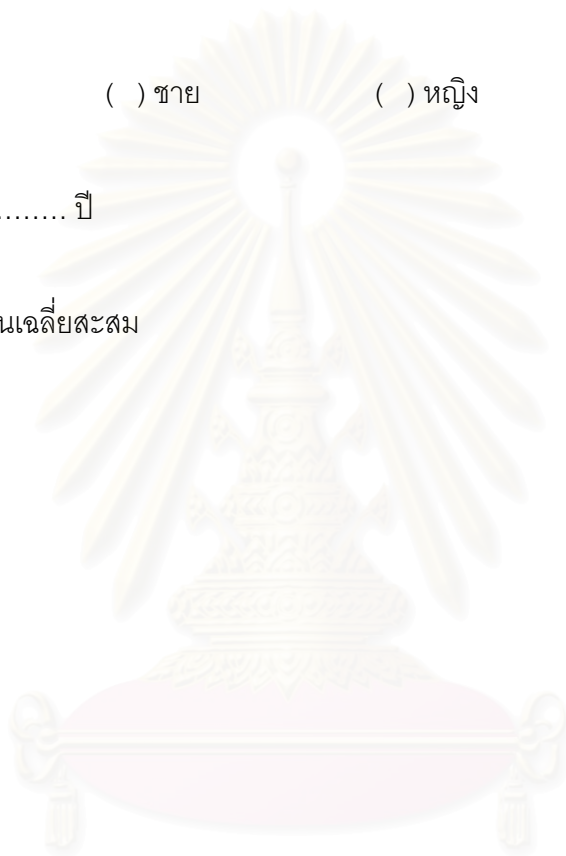 ( ) ชาย ( ) หญิง
........ ปี
นเฉลี่ยสะสม